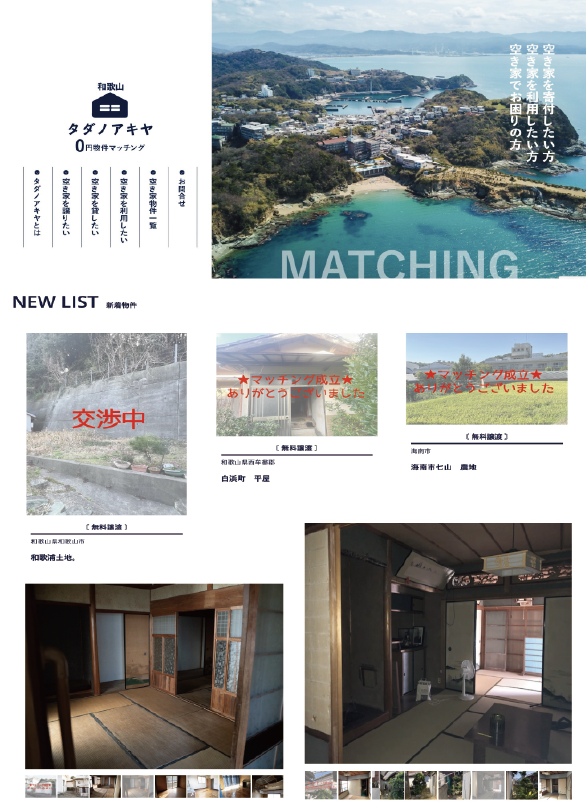 和歌山
タダノアキヤ
0円物件マッチング
お問合せ
空き家物件一覧
空き家を利用したい
空き家を貸したい
空き家を譲りたい
タダノアキヤとは
空き家を寄付したい方
空き家を利用したい方
空き家でお困りの方
MATCHING
NEW LIST 新着物件
交渉中
〔 無料譲渡 〕
和歌山県和歌山市
和歌浦土地。
★マッチング成立★
ありがとうございました
〔 無料譲渡 〕
和歌山県西牟婁郡
白浜町　平屋
★マッチング成立★
ありがとうございました
〔 無料譲渡 〕
海南市
海南市七山　農地